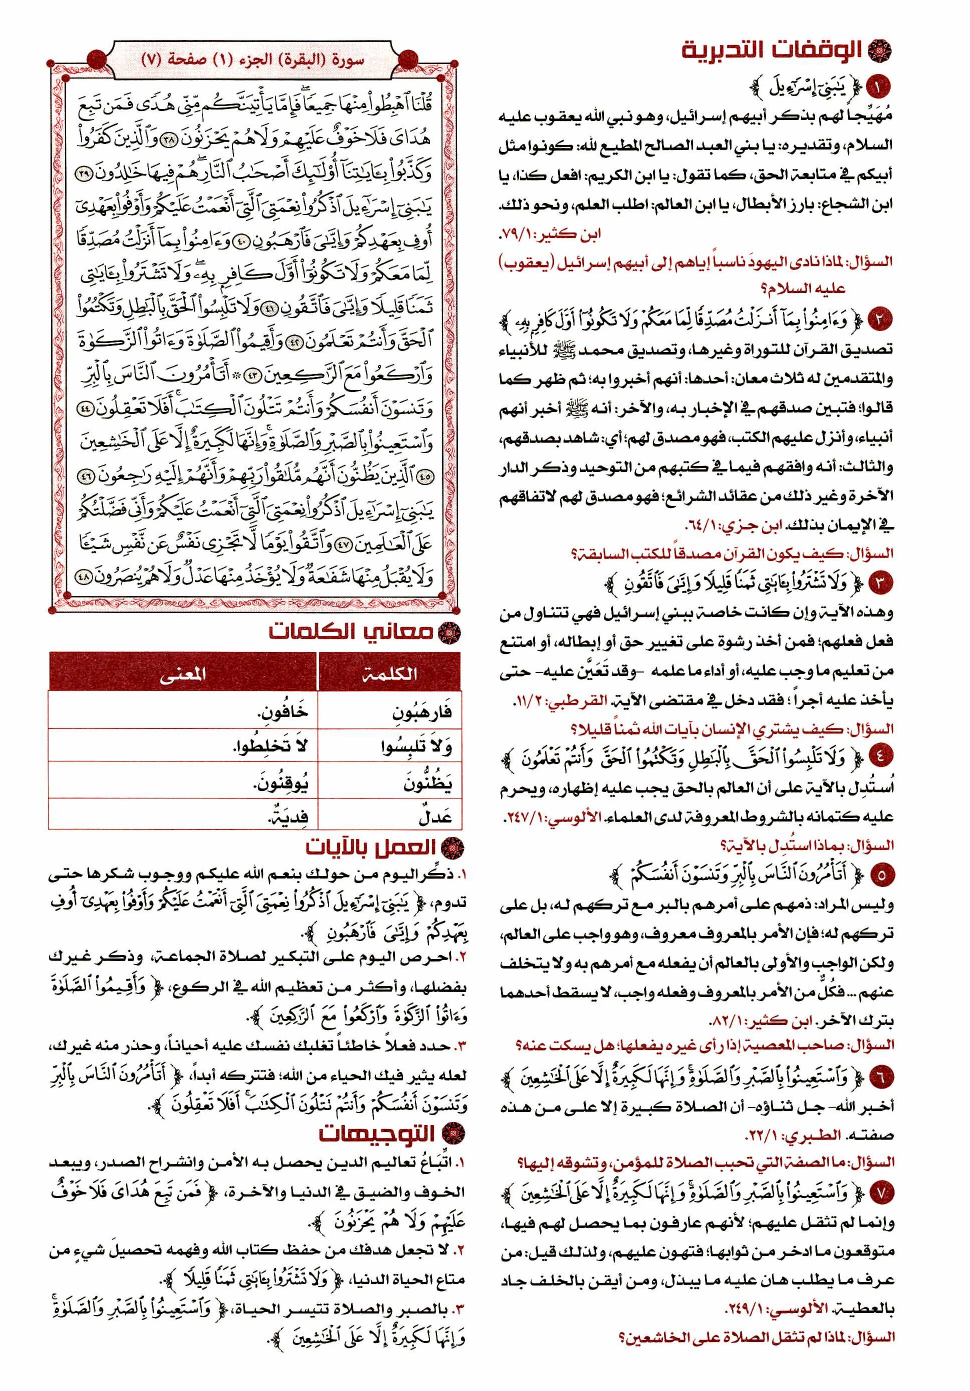 الوقفات التدبرية
١ ﴿ يَٰبَنِىٓ إِسْرَٰٓءِيلَ ﴾
مُهَيِّجاً لهم بذكر أبيهم إسرائيل، وهو نبي الله يعقوب عليه
السلام، وتقديره: يا بني العبد الصالح المطيع لله: كونوا مثل
أبيكم في متابعة الحق، كما تقول: يا ابن الكريم: افعل كذا، يا
ابن الشجاع: بارز الأبطال، يا ابن العالم: اطلب العلم، ونحو ذلك.
ابن كثير: ٧٩/١.
السؤال: لماذا نادى اليهودَ ناسباً إياهم إلى أبيهم إسرائيل (يعقوب)
عليه السلام؟
٢ ﴿ وَءَامِنُوا۟ بِمَآ أَنزَلْتُ مُصَدِّقًا لِّمَا مَعَكُمْ وَلَا تَكُونُوٓا۟ أَوَّلَ كَافِرٍۭ بِهِۦ ﴾
تصديق القرآن للتوراة وغيرها، وتصديق محمد ﷺ للأنبياء
والمتقدمين له ثلاث معان: أحدها: أنهم أخبروا به؛ ثم ظهر كما
قالوا؛ فتبين صدقهم في الإخبار به، والآخر: أنه ﷺ أخبر أنهم
أنبياء، وأنزل عليهم الكتب، فهو مصدق لهم؛ أي: شاهد بصدقهم،
والثالث: أنه وافقهم فيما في كتبهم من التوحيد وذكر الدار
الآخرة وغير ذلك من عقائد الشرائع؛ فهو مصدق لهم لاتفاقهم
في الإيمان بذلك. ابن جزي: ٦٤/١.
السؤال: كيف يكون القرآن مصدقاً للكتب السابقة؟
٣ ﴿ وَلَا تَشْتَرُوا۟ بِـَٔايَٰتِى ثَمَنًا قَلِيلًا وَإِيَّٰىَ فَٱتَّقُونِ ﴾
وهذه الآية وإن كانت خاصة ببني إسرائيل فهي تتناول من
فعل فعلهم؛ فمن أخذ رشوة على تغيير حق أو إبطاله، أو امتنع
من تعليم ما وجب عليه، أو أداء ما علمه -وقد تَعَيَّن عليه- حتى
يأخذ عليه أجراً؛ فقد دخل في مقتضى الآية. القرطبي: ١١/٢.
السؤال: كيف يشتري الإنسان بآيات الله ثمناً قليلا؟
٤ ﴿ وَلَا تَلْبِسُوا۟ ٱلْحَقَّ بِٱلْبَٰطِلِ وَتَكْتُمُوا۟ ٱلْحَقَّ وَأَنتُمْ تَعْلَمُونَ ﴾
اُستُدِل بالآية على أن العالم بالحق يجب عليه إظهاره، ويحرم
عليه كتمانه بالشروط المعروفة لدى العلماء. الألوسي: ٢٤٧/١.
السؤال: بماذا استُدِل بالآية؟
٥ ﴿ أَتَأْمُرُونَ ٱلنَّاسَ بِٱلْبِرِّ وَتَنسَوْنَ أَنفُسَكُمْ ﴾
وليس المراد: ذمهم على أمرهم بالبر مع تركهم له، بل على
تركهم له؛ فإن الأمر بالمعروف معروف، وهو واجب على العالم،
ولكن الواجب والأولى بالعالم أن يفعله مع أمرهم به ولا يتخلف
عنهم ... فكلٌّ من الأمر بالمعروف وفعله واجب، لا يسقط أحدهما
بترك الآخر. ابن كثير: ٨٢/١.
السؤال: صاحب المعصية إذا رأى غيره يفعلها؛ هل يسكت عنه؟
٦ ﴿ وَٱسْتَعِينُوا۟ بِٱلصَّبْرِ وَٱلصَّلَوٰةِ ۚ وَإِنَّهَا لَكَبِيرَةٌ إِلَّا عَلَى ٱلْخَٰشِعِينَ ﴾
أخبر الله- جل ثناؤه- أن الصلاة كبيرة إلا على من هذه
صفته. الطبري: ٢٢/١.
السؤال: ما الصفة التي تحبب الصلاة للمؤمن، وتشوقه إليها؟
٧ ﴿ وَٱسْتَعِينُوا۟ بِٱلصَّبْرِ وَٱلصَّلَوٰةِ ۚ وَإِنَّهَا لَكَبِيرَةٌ إِلَّا عَلَى ٱلْخَٰشِعِينَ ﴾
وإنما لم تثقل عليهم؛ لأنهم عارفون بما يحصل لهم فيها،
متوقعون ما ادخر من ثوابها؛ فتهون عليهم، ولذلك قيل: من
عرف ما يطلب هان عليه ما يبذل، ومن أيقن بالخلف جاد
بالعطية. الألوسي: ٢٤٩/١.
السؤال: لماذا لم تثقل الصلاة على الخاشعين؟
سورة (البقرة) الجزء (١) صفحة (٧)
قُلْنَا ٱهْبِطُوا۟ مِنْهَا جَمِيعًا ۖ فَإِمَّا يَأْتِيَنَّكُم مِّنِّى هُدًى فَمَن تَبِعَ
هُدَاىَ فَلَا خَوْفٌ عَلَيْهِمْ وَلَا هُمْ يَحْزَنُونَ ٣٨ وَٱلَّذِينَ كَفَرُوا۟
وَكَذَّبُوا۟ بِـَٔايَٰتِنَآ أُو۟لَٰٓئِكَ أَصْحَٰبُ ٱلنَّارِ ۖ هُمْ فِيهَا خَٰلِدُونَ ٣٩
يَٰبَنِىٓ إِسْرَٰٓءِيلَ ٱذْكُرُوا۟ نِعْمَتِىَ ٱلَّتِىٓ أَنْعَمْتُ عَلَيْكُمْ وَأَوْفُوا۟ بِعَهْدِىٓ
أُوفِ بِعَهْدِكُمْ وَإِيَّٰىَ فَٱرْهَبُونِ ٤٠ وَءَامِنُوا۟ بِمَآ أَنزَلْتُ مُصَدِّقًا
لِّمَا مَعَكُمْ وَلَا تَكُونُوٓا۟ أَوَّلَ كَافِرٍۭ بِهِۦ ۖ وَلَا تَشْتَرُوا۟ بِـَٔايَٰتِى
ثَمَنًا قَلِيلًا وَإِيَّٰىَ فَٱتَّقُونِ ٤١ وَلَا تَلْبِسُوا۟ ٱلْحَقَّ بِٱلْبَٰطِلِ وَتَكْتُمُوا۟
ٱلْحَقَّ وَأَنتُمْ تَعْلَمُونَ ٤٢ وَأَقِيمُوا۟ ٱلصَّلَوٰةَ وَءَاتُوا۟ ٱلزَّكَوٰةَ
وَٱرْكَعُوا۟ مَعَ ٱلرَّٰكِعِينَ ٤٣ ۞ أَتَأْمُرُونَ ٱلنَّاسَ بِٱلْبِرِّ
وَتَنسَوْنَ أَنفُسَكُمْ وَأَنتُمْ تَتْلُونَ ٱلْكِتَٰبَ ۚ أَفَلَا تَعْقِلُونَ ٤٤
وَٱسْتَعِينُوا۟ بِٱلصَّبْرِ وَٱلصَّلَوٰةِ ۚ وَإِنَّهَا لَكَبِيرَةٌ إِلَّا عَلَى ٱلْخَٰشِعِينَ
٤٥ ٱلَّذِينَ يَظُنُّونَ أَنَّهُم مُّلَٰقُوا۟ رَبِّهِمْ وَأَنَّهُمْ إِلَيْهِ رَٰجِعُونَ ٤٦
يَٰبَنِىٓ إِسْرَٰٓءِيلَ ٱذْكُرُوا۟ نِعْمَتِىَ ٱلَّتِىٓ أَنْعَمْتُ عَلَيْكُمْ وَأَنِّى فَضَّلْتُكُمْ
عَلَى ٱلْعَٰلَمِينَ ٤٧ وَٱتَّقُوا۟ يَوْمًا لَّا تَجْزِى نَفْسٌ عَن نَّفْسٍ شَيْـًٔا
وَلَا يُقْبَلُ مِنْهَا شَفَٰعَةٌ وَلَا يُؤْخَذُ مِنْهَا عَدْلٌ وَلَا هُمْ يُنصَرُونَ ٤٨
معاني الكلمات
الكلمة المعنى
فَارهَبُونِ خَافُونِ.
وَلاَ تَلبِسُوا لاَ تَخلِطُوا.
يَظُنُّونَ يُوقِنُونَ.
عَدلٌ فِديَةٌ.
العمل بالآيات
١. ذكِّر اليوم من حولك بنعم الله عليكم ووجوب شكرها حتى
تدوم، ﴿ يَٰبَنِىٓ إِسْرَٰٓءِيلَ ٱذْكُرُوا۟ نِعْمَتِىَ ٱلَّتِىٓ أَنْعَمْتُ عَلَيْكُمْ وَأَوْفُوا۟ بِعَهْدِىٓ أُوفِ
بِعَهْدِكُمْ وَإِيَّٰىَ فَٱرْهَبُونِ ﴾.
٢. احرص اليوم على التبكير لصلاة الجماعة، وذكر غيرك
بفضلها، وأكثر من تعظيم الله في الركوع، ﴿ وَأَقِيمُوا۟ ٱلصَّلَوٰةَ
وَءَاتُوا۟ ٱلزَّكَوٰةَ وَٱرْكَعُوا۟ مَعَ ٱلرَّٰكِعِينَ ﴾.
٣. حدد فعلاً خاطئاً تغلبك نفسك عليه أحياناً، وحذر منه غيرك،
لعله يثير فيك الحياء من الله؛ فتتركه أبداً، ﴿ أَتَأْمُرُونَ ٱلنَّاسَ بِٱلْبِرِّ
وَتَنسَوْنَ أَنفُسَكُمْ وَأَنتُمْ تَتْلُونَ ٱلْكِتَٰبَ ۚ أَفَلَا تَعْقِلُونَ ﴾.
التوجيهات
١. اتِّبَاعُ تعاليم الدين يحصل به الأمن وانشراح الصدر، ويبعد
الخوف والضيق في الدنيا والآخرة، ﴿ فَمَن تَبِعَ هُدَاىَ فَلَا خَوْفٌ
عَلَيْهِمْ وَلَا هُمْ يَحْزَنُونَ ﴾.
٢. لا تجعل هدفك من حفظ كتاب الله وفهمه تحصيلَ شيءٍ من
متاع الحياة الدنيا، ﴿ وَلَا تَشْتَرُوا۟ بِـَٔايَٰتِى ثَمَنًا قَلِيلًا ﴾.
٣. بالصبر والصلاة تتيسر الحياة، ﴿ وَٱسْتَعِينُوا۟ بِٱلصَّبْرِ وَٱلصَّلَوٰةِ ۚ
وَإِنَّهَا لَكَبِيرَةٌ إِلَّا عَلَى ٱلْخَٰشِعِينَ ﴾.